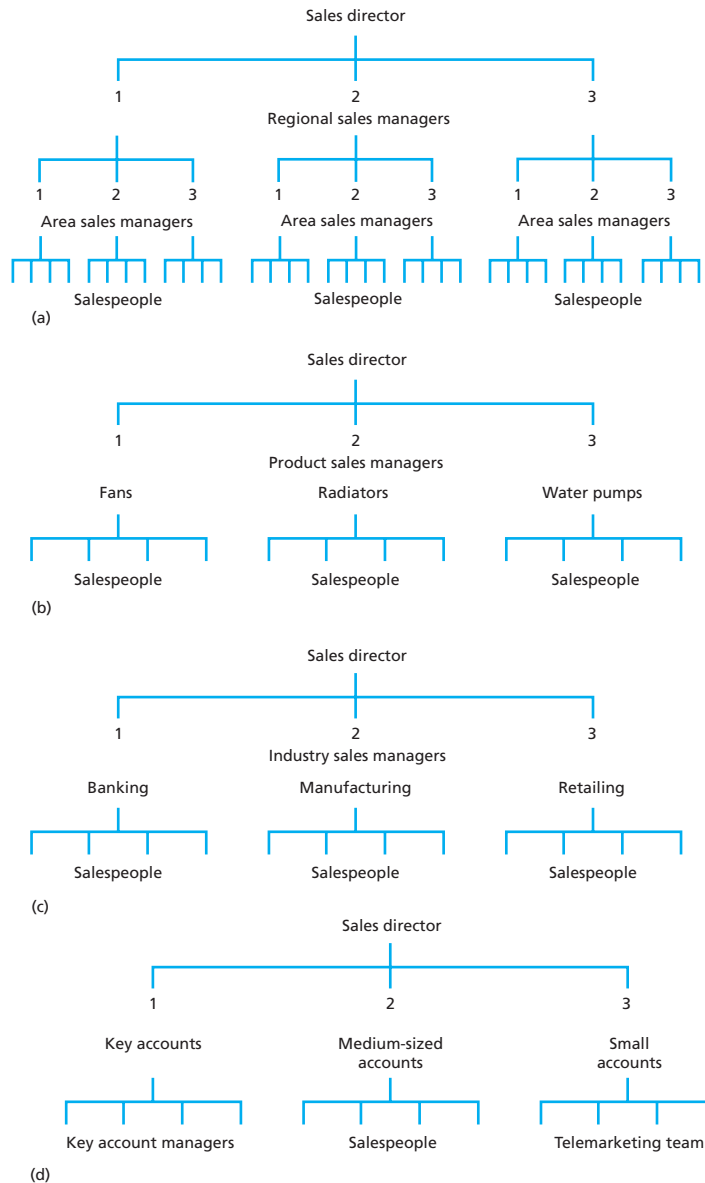 Sales director
1 2 3
Regional sales managers
1 2 3 1 2 3 1 2 3
Area sales managers Area sales managers Area sales managers
Salespeople Salespeople Salespeople
(a)
Sales director
1 2 3
Product sales managers
Fans Radiators Water pumps
Salespeople Salespeople Salespeople
(b)
Sales director
1 2 3
Industry sales managers
Banking Manufacturing Retailing
Salespeople Salespeople Salespeople
(c)
Sales director
1 2 3
Key accounts
Medium-sized
accounts
Small
accounts
Key account managers Salespeople Telemarketing team
(d)